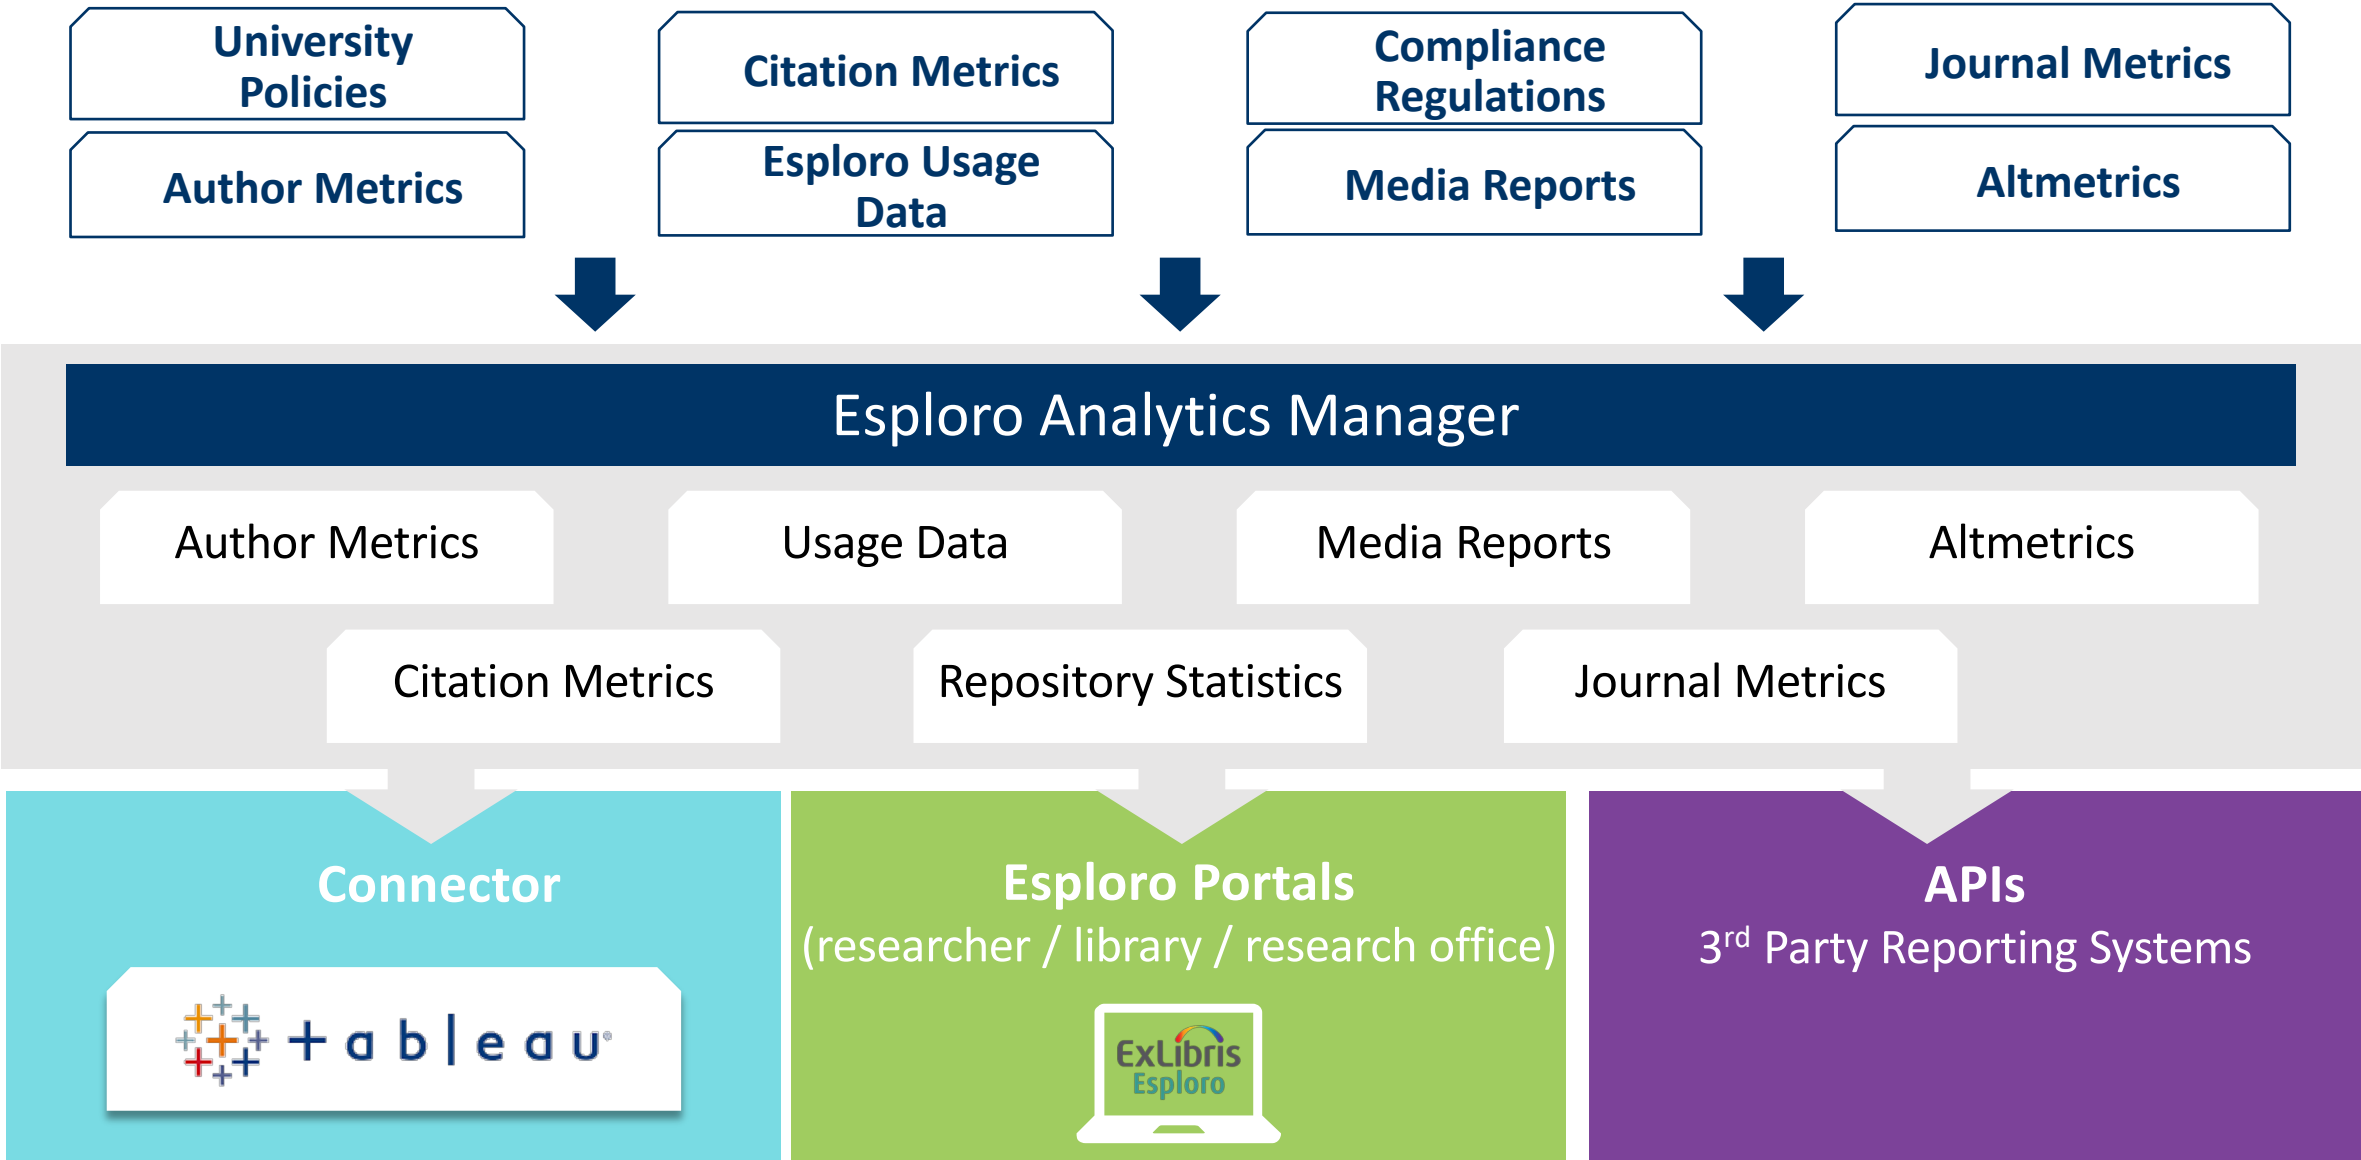 University
Policies
Citation Metrics
Compliance
Regulations
Journal Metrics
Author Metrics
Esploro Usage
Data
Media Reports
Altmetrics
Esploro Analytics Manager
Author Metrics
Usage Data
Media Reports
Altmetrics
Citation Metrics
Repository Statistics
Journal Metrics
Connector
+ableau®
Esploro Portals
(researcher / library / research office)
ExLibris
Esploro
APIs
3rd Party Reporting Systems